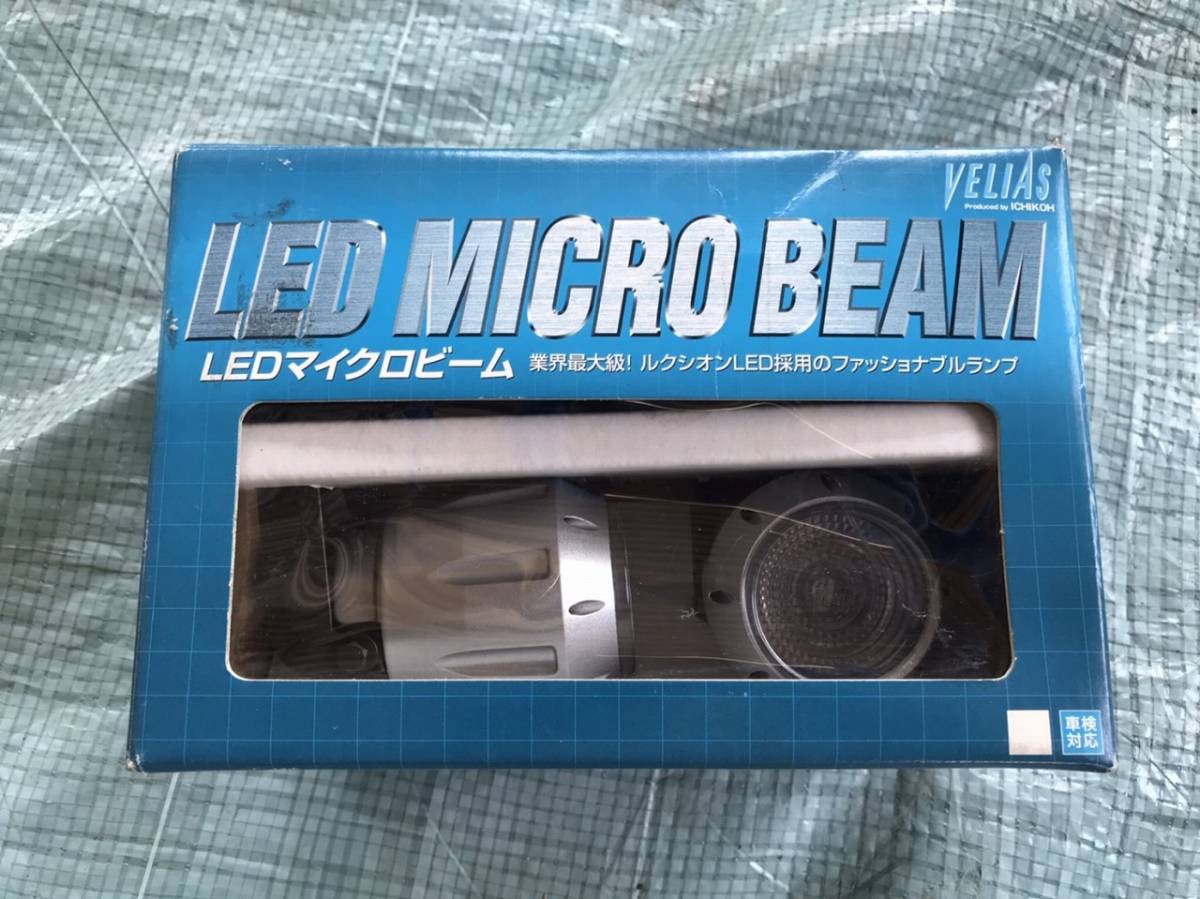 VELIAS
Produced by ICHIKOH
LED MICRO BEAM
LEDマイクロビーム 業界最大級! ルクシオンLED採用のファッショナブルランプ
車検
対応